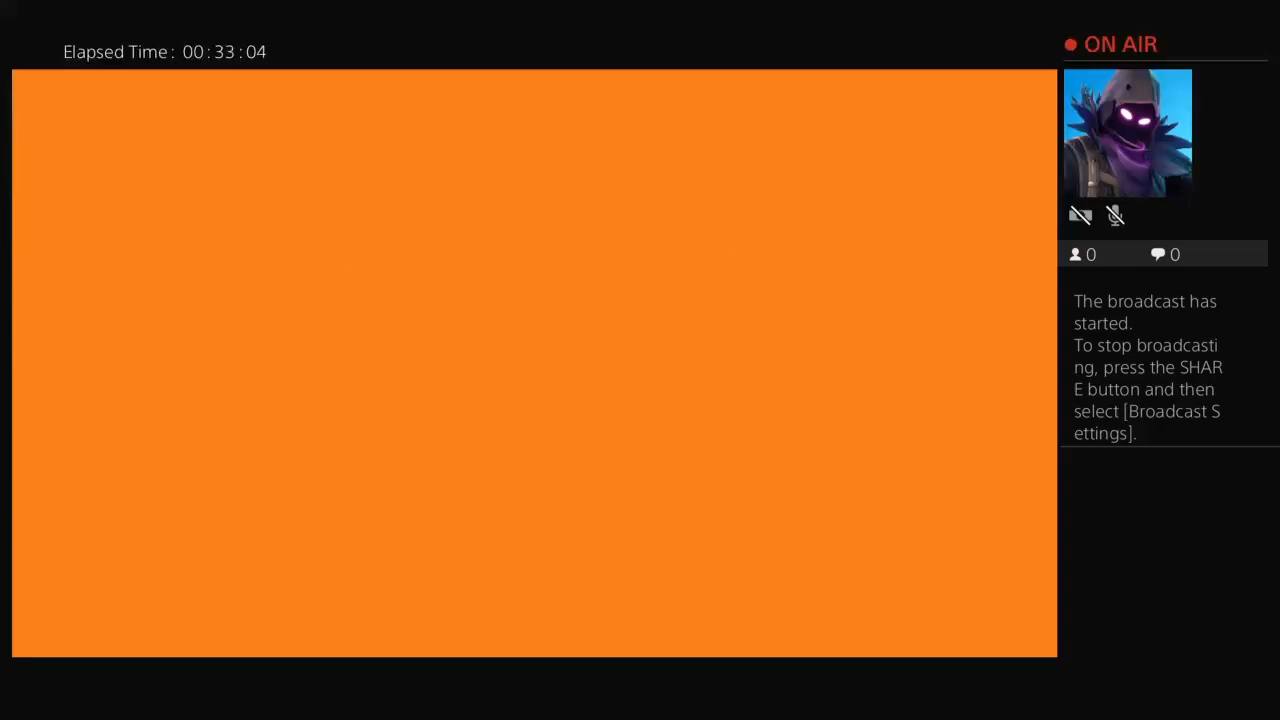 Elapsed Time: 00:33:04
ON AIR
0 0
The broadcast has
started.
To stop broadcasti
ng, press the SHAR
E button and then
select [Broadcast S
ettings].